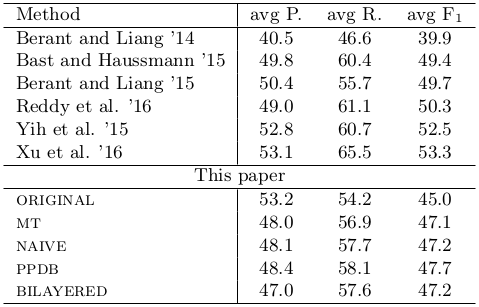 Method avg P. avg R. avg F1
Berant and Liang '14 40.5 46.6 39.9
Bast and Haussmann '15 49.8 60.4 49.4
Berant and Liang '15 50.4 55.7 49.7
Reddy et al. '16 49.0 61.1 50.3
Yih et al. '15 52.8 60.7 52.5
Xu et al. '16 53.1 65.5 53.3
This paper
ORIGINAL 53.2 54.2 45.0
MT 48.0 56.9 47.1
NAIVE 48.1 57.7 47.2
PPDB 48.4 58.1 47.7
BILAYERED 47.0 57.6 47.2